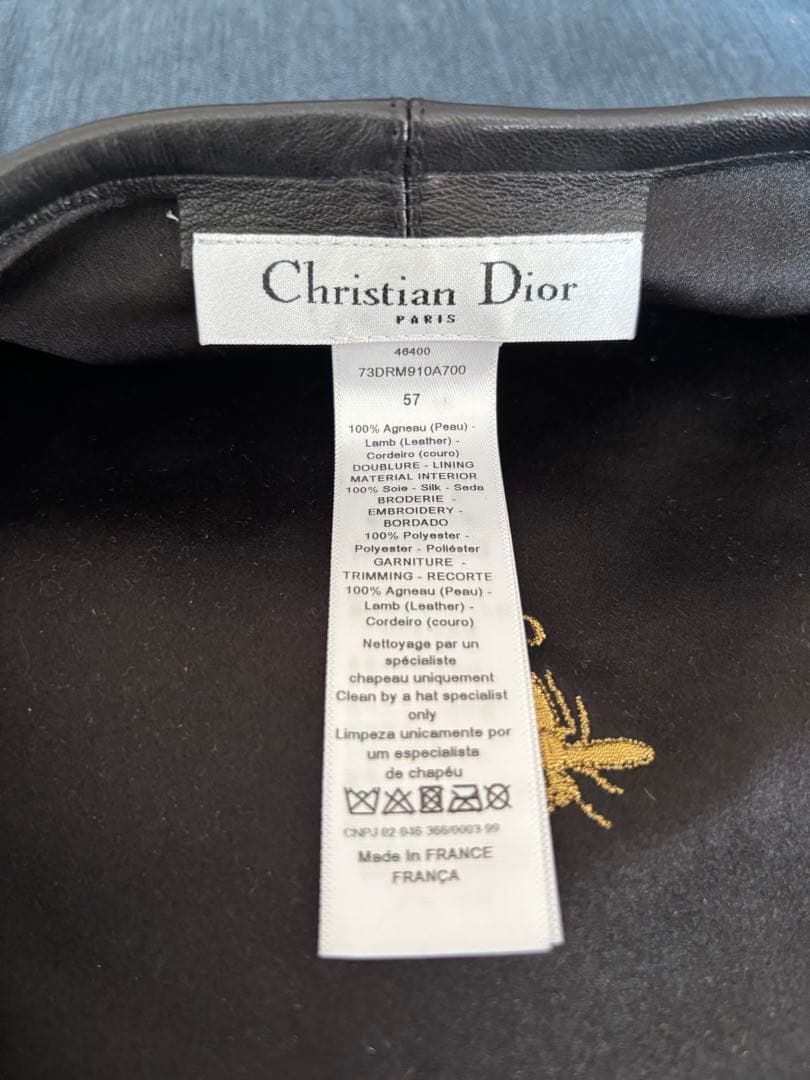 Christian Dior
PARIS
46400
73DRM910A700
57
100% Agneau (Peau) -
Lamb (Leather) -
Cordeiro (couro)
DOUBLURE - LINING
MATERIAL INTERIOR
100% Soie - Silk - Seda
BRODERIE -
EMBROIDERY -
BORDADO
100% Polyester -
Polyester - Poliéster
GARNITURE -
TRIMMING - RECORTE
100% Agneau (Peau) -
Lamb (Leather) -
Cordeiro (couro)
Nettoyage par un
spécialiste
chapeau uniquement
Clean by a hat specialist
only
Limpeza unicamente por
um especialista
de chapéu
CNPJ 02 046 366/0003-99
Made in FRANCE
FRANÇA